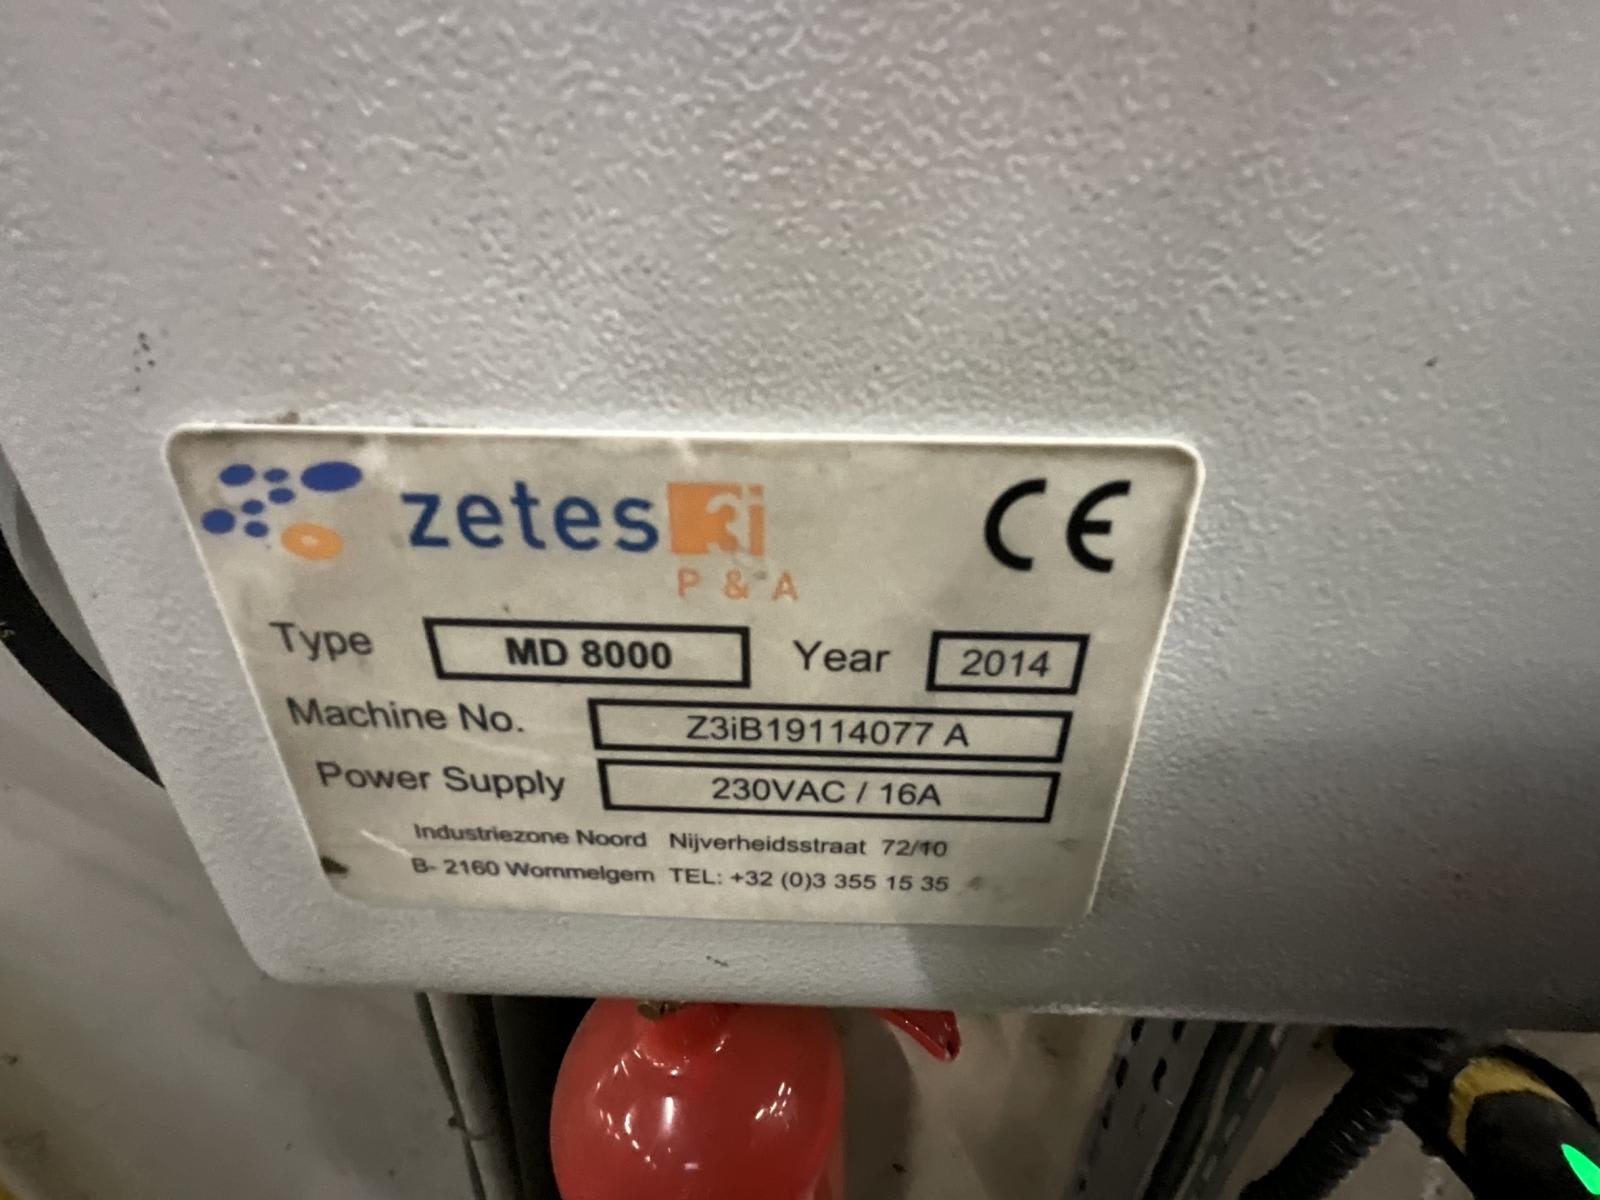 zetes 3i
P & A
CE
Type MD 8000 Year 2014
Machine No. Z3iB19114077 A
Power Supply 230VAC / 16A
Industriezone Noord Nijverheidsstraat 72/10
B- 2160 Wommelgem TEL: +32 (0)3 355 15 35